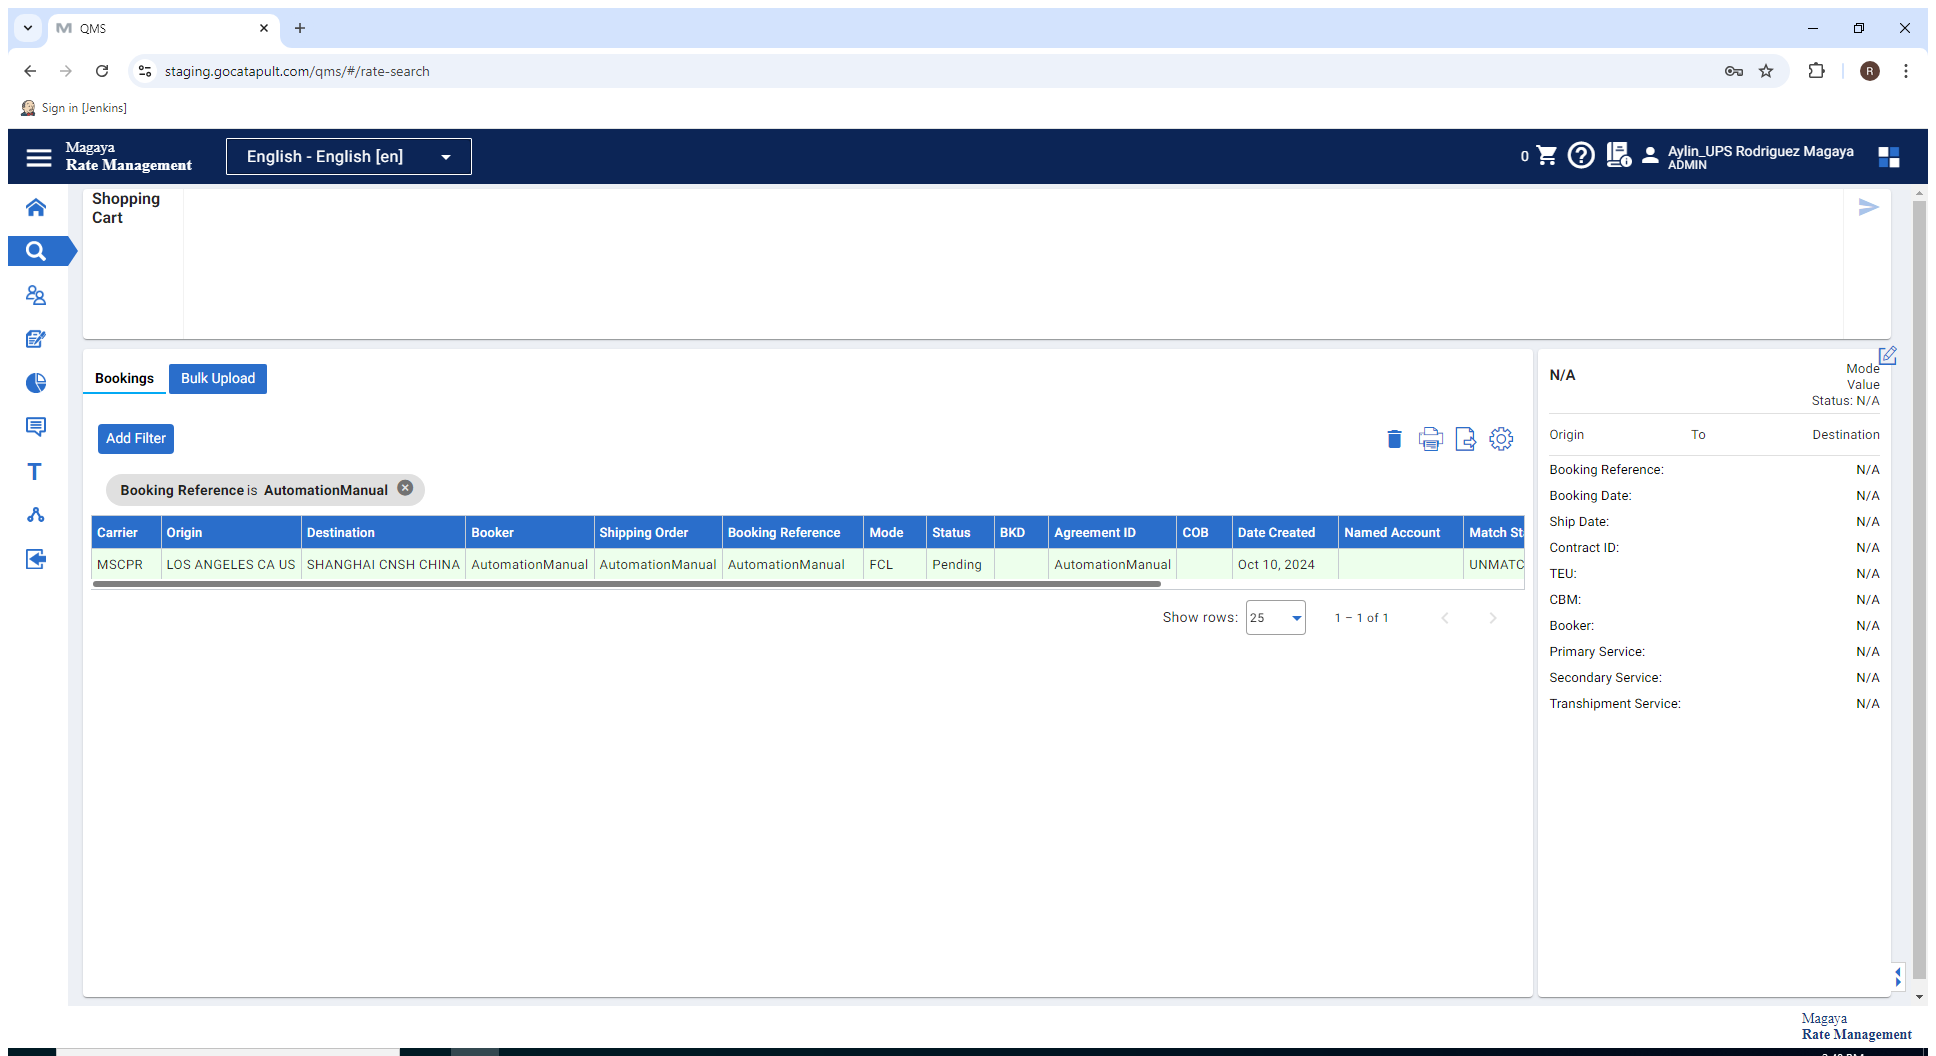 QMS
staging.gocatapult.com/qms/#/rate-search
R
Sign in [Jenkins]
Magaya
Rate Management
English - English [en]
0
Aylin_UPS Rodriguez Magaya
ADMIN
Shopping
Cart
Bookings
Bulk Upload
Add Filter
Booking Reference is AutomationManual
Carrier Origin Destination Booker Shipping Order Booking Reference Mode Status BKD Agreement ID COB Date Created Named Account Match St
MSCPR LOS ANGELES CA US SHANGHAI CNSH CHINA AutomationManual AutomationManual AutomationManual FCL Pending AutomationManual Oct 10, 2024 UNMATC
Show rows: 25 1 – 1 of 1
N/A
Mode
Value
Status: N/A
Origin To Destination
Booking Reference: N/A
Booking Date: N/A
Ship Date: N/A
Contract ID: N/A
TEU: N/A
CBM: N/A
Booker: N/A
Primary Service: N/A
Secondary Service: N/A
Transhipment Service: N/A
Magaya
Rate Management